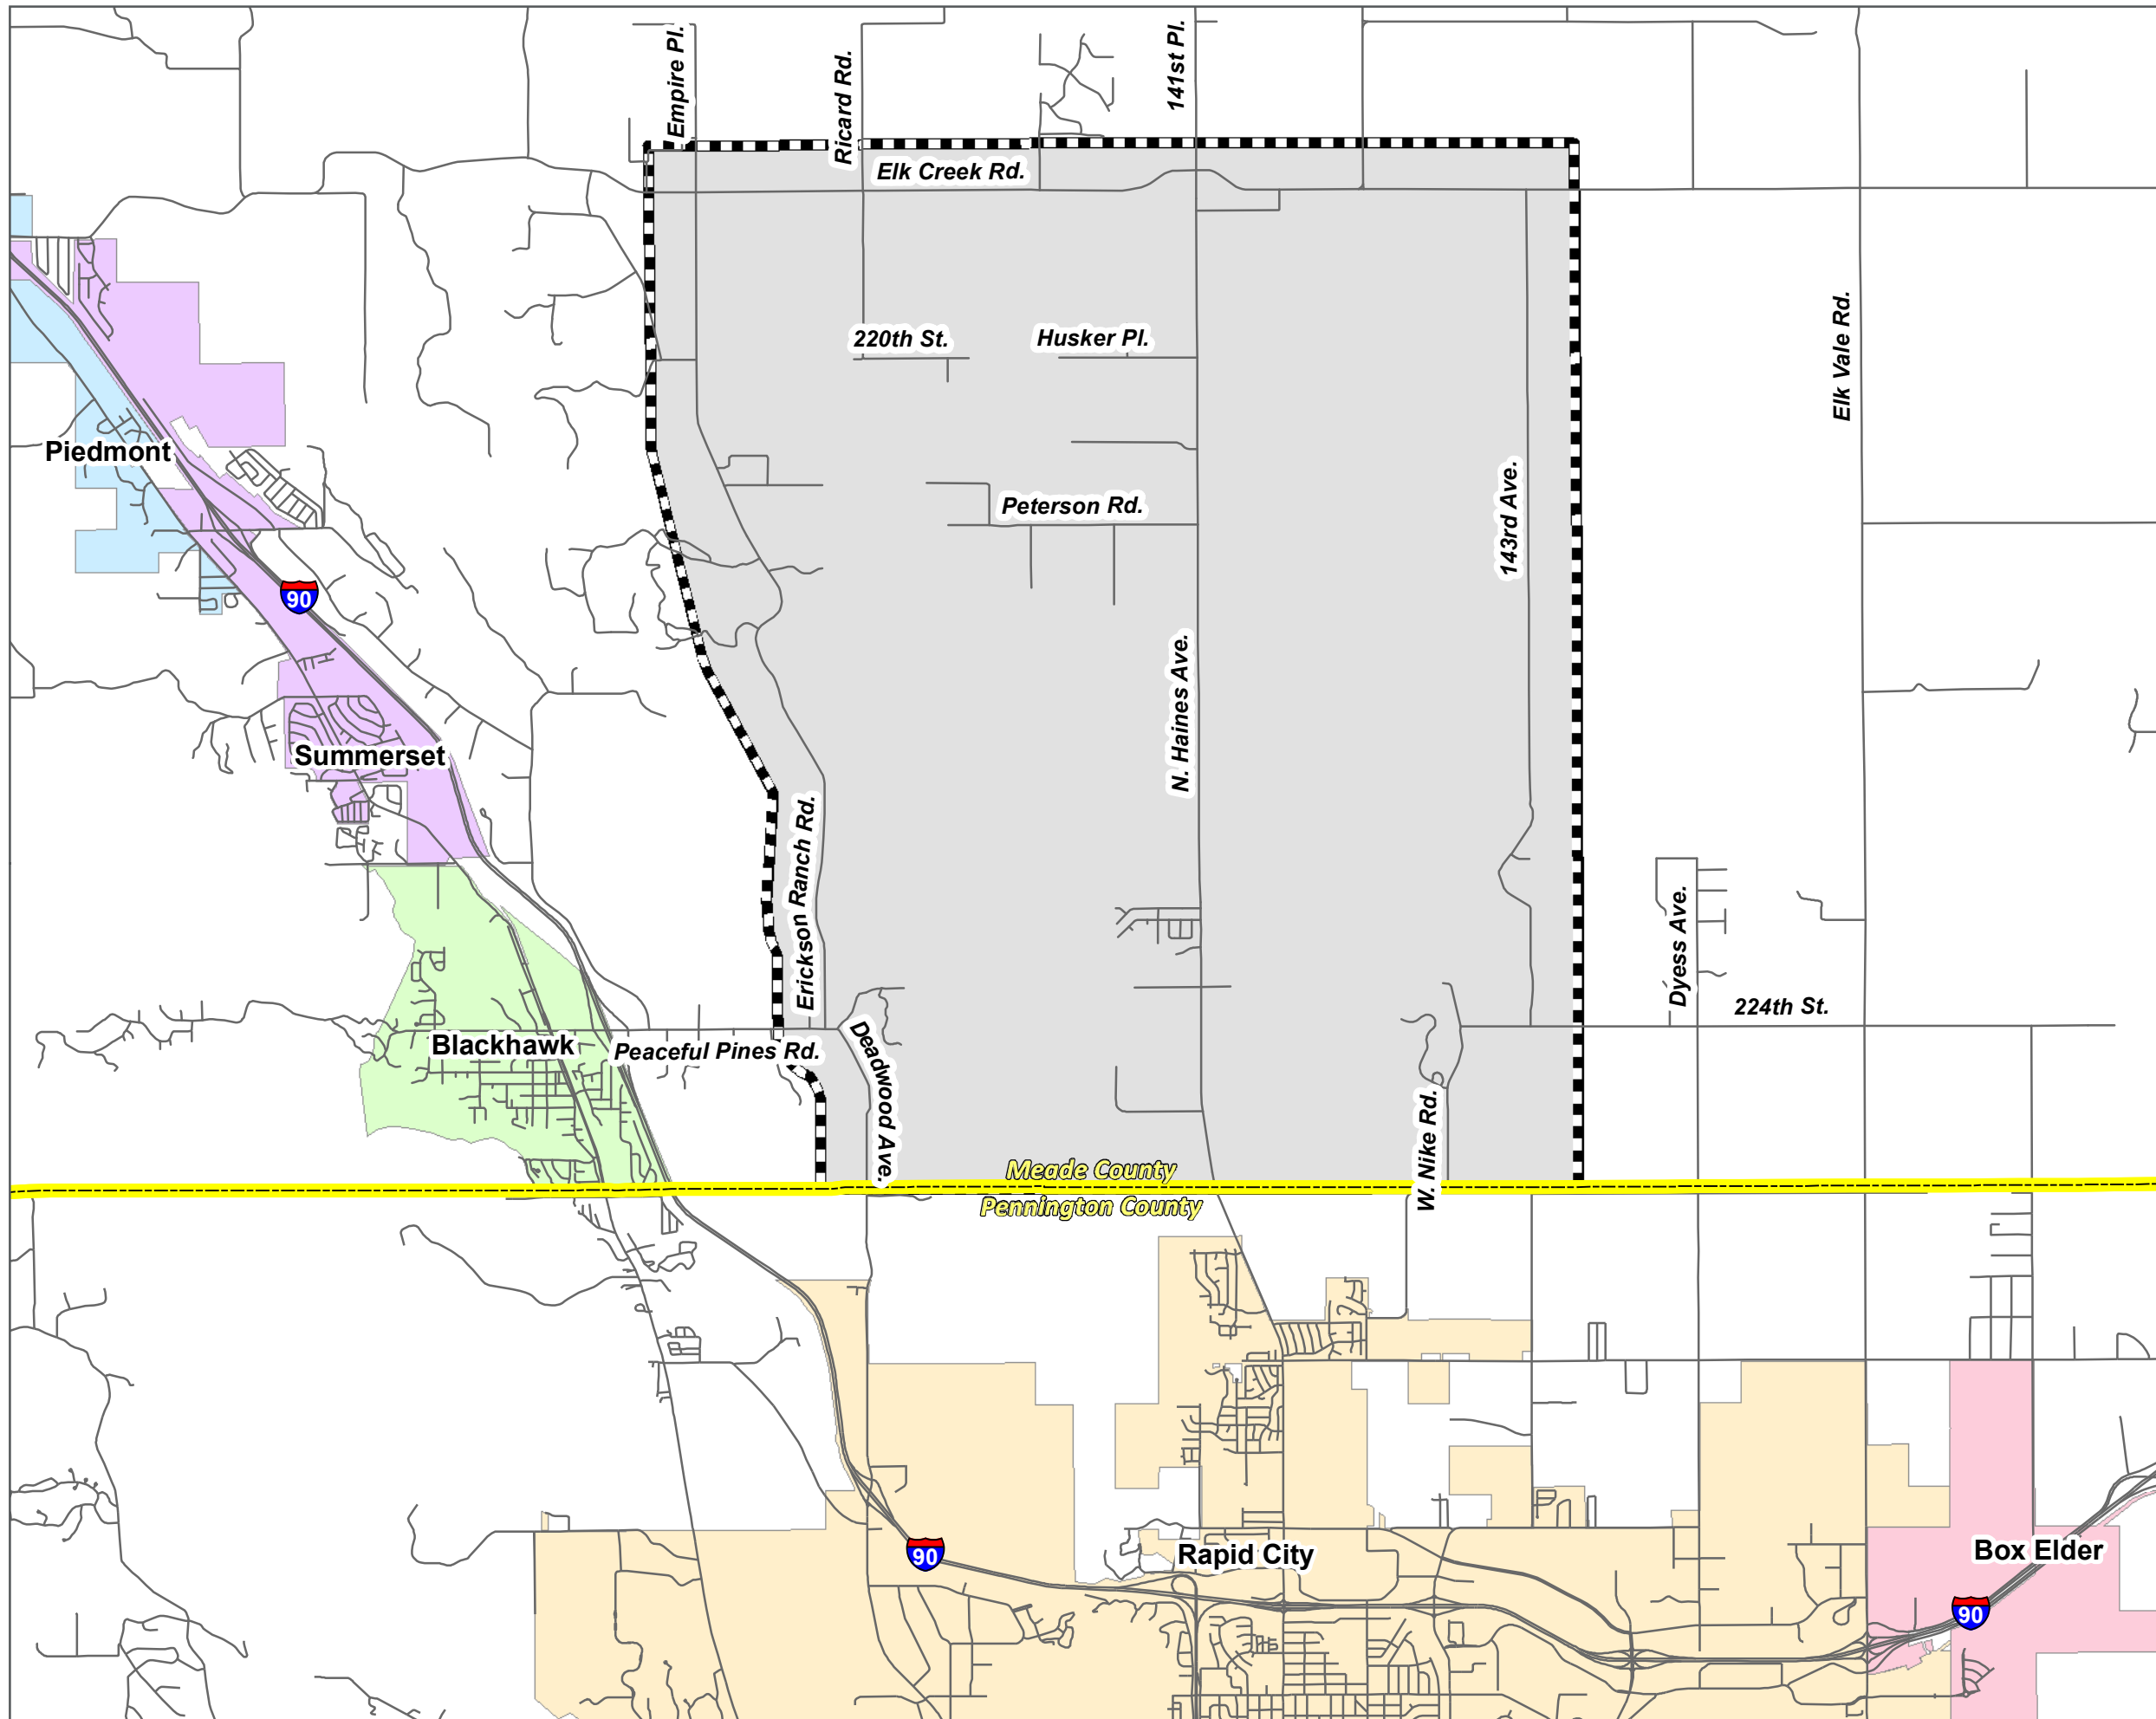 Empire Pl.
Ricard Rd.
141st Pl.
Elk Creek Rd.
220th St.
Husker Pl.
Elk Vale Rd.
Piedmont
Peterson Rd.
143rd Ave.
90
N. Haines Ave.
Summerset
Erickson Ranch Rd.
Dyess Ave.
224th St.
Blackhawk
Peaceful Pines Rd.
Deadwood Ave.
W. Nike Rd.
Meade County
Pennington County
90
Rapid City
Box Elder
90